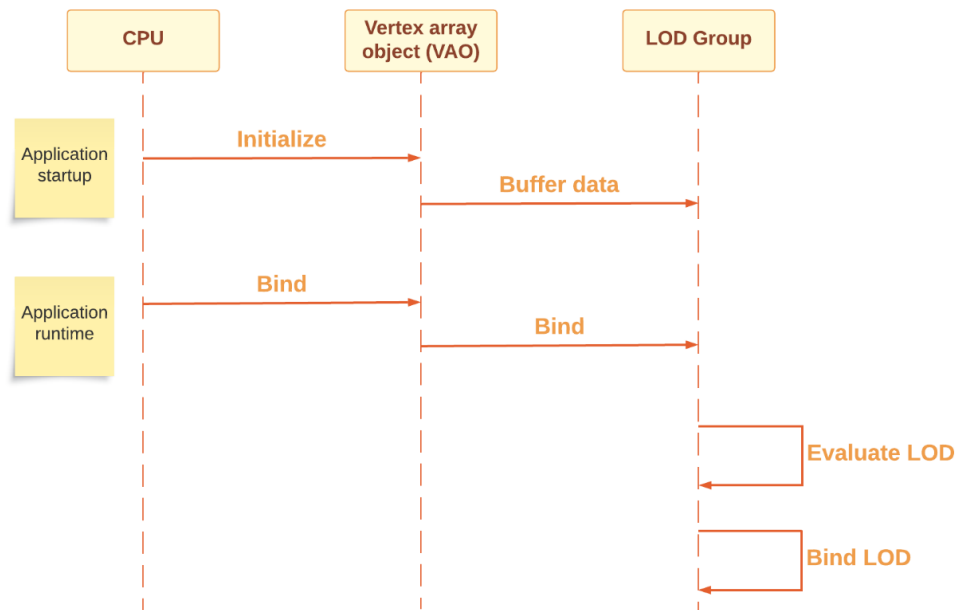 CPU
Vertex array
object (VAO)
LOD Group
Application
startup
Initialize
Buffer data
Application
runtime
Bind
Bind
Evaluate LOD
Bind LOD